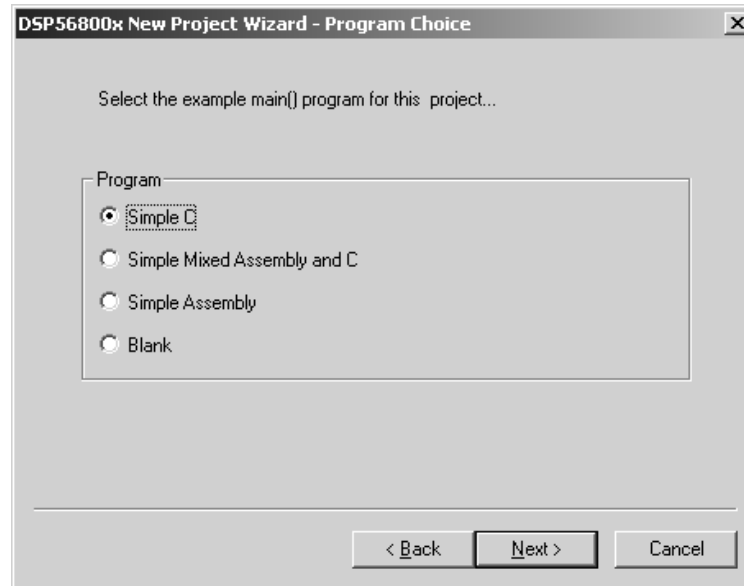 DSP56800x New Project Wizard - Program Choice
Select the example main() program for this project...
Program
Simple C
Simple Mixed Assembly and C
Simple Assembly
Blank
< Back Next > Cancel